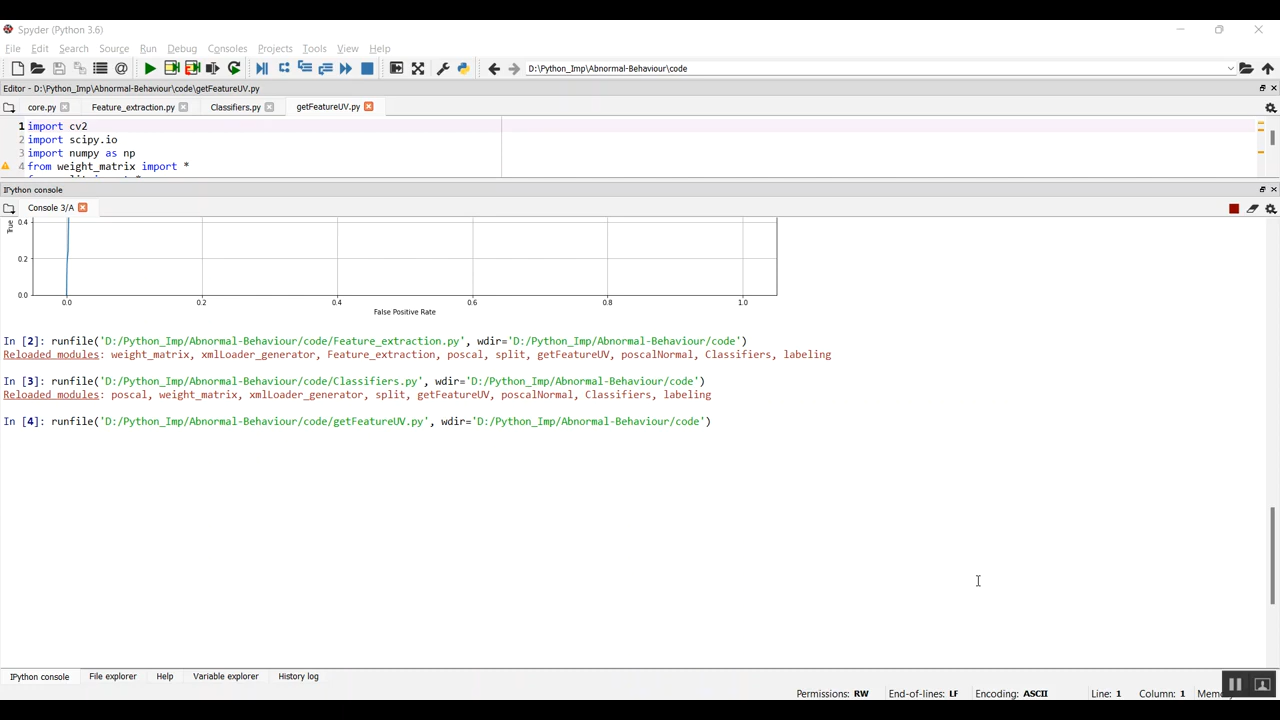 Spyder (Python 3.6)
File Edit Search Source Run Debug Consoles Projects Tools View Help
D:\Python_Imp\Abnormal-Behaviour\code
Editor - D:\Python_Imp\Abnormal-Behaviour\code\getFeatureUV.py
core.py Feature_extraction.py Classifiers.py getFeatureUV.py
1 import cv2
2 import scipy.io
3 import numpy as np
4 from weight_matrix import *
IPython console
Console 3/A
True
0.4
0.2
0.0
0.0 0.2 0.4 0.6 0.8 1.0
False Positive Rate
In [2]: runfile('D:/Python_Imp/Abnormal-Behaviour/code/Feature_extraction.py', wdir='D:/Python_Imp/Abnormal-Behaviour/code')
Reloaded modules: weight_matrix, xmlLoader_generator, Feature_extraction, poscal, split, getFeatureUV, poscalNormal, Classifiers, labeling
In [3]: runfile('D:/Python_Imp/Abnormal-Behaviour/code/Classifiers.py', wdir='D:/Python_Imp/Abnormal-Behaviour/code')
Reloaded modules: poscal, weight_matrix, xmlLoader_generator, split, getFeatureUV, poscalNormal, Classifiers, labeling
In [4]: runfile('D:/Python_Imp/Abnormal-Behaviour/code/getFeatureUV.py', wdir='D:/Python_Imp/Abnormal-Behaviour/code')
IPython console File explorer Help Variable explorer History log
Permissions: RW End-of-lines: LF Encoding: ASCII Line: 1 Column: 1